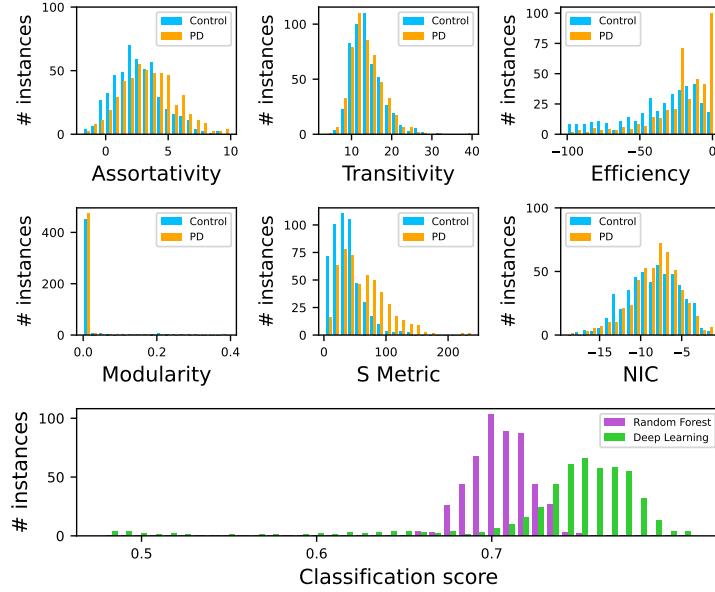 # instances
100
50
0
0
5
10
Control
PD
Assortativity
# instances
100
50
0
10
20
30
40
Control
PD
Transitivity
# instances
100
75
50
25
0
−100
−50
0
Control
PD
Efficiency
# instances
400
200
0
0.0
0.2
0.4
Control
PD
Modularity
# instances
125
100
75
50
25
0
0
100
200
Control
PD
S Metric
# instances
100
50
0
−15
−10
−5
Control
PD
NIC
# instances
100
50
0
0.5
0.6
0.7
Random Forest
Deep Learning
Classification score